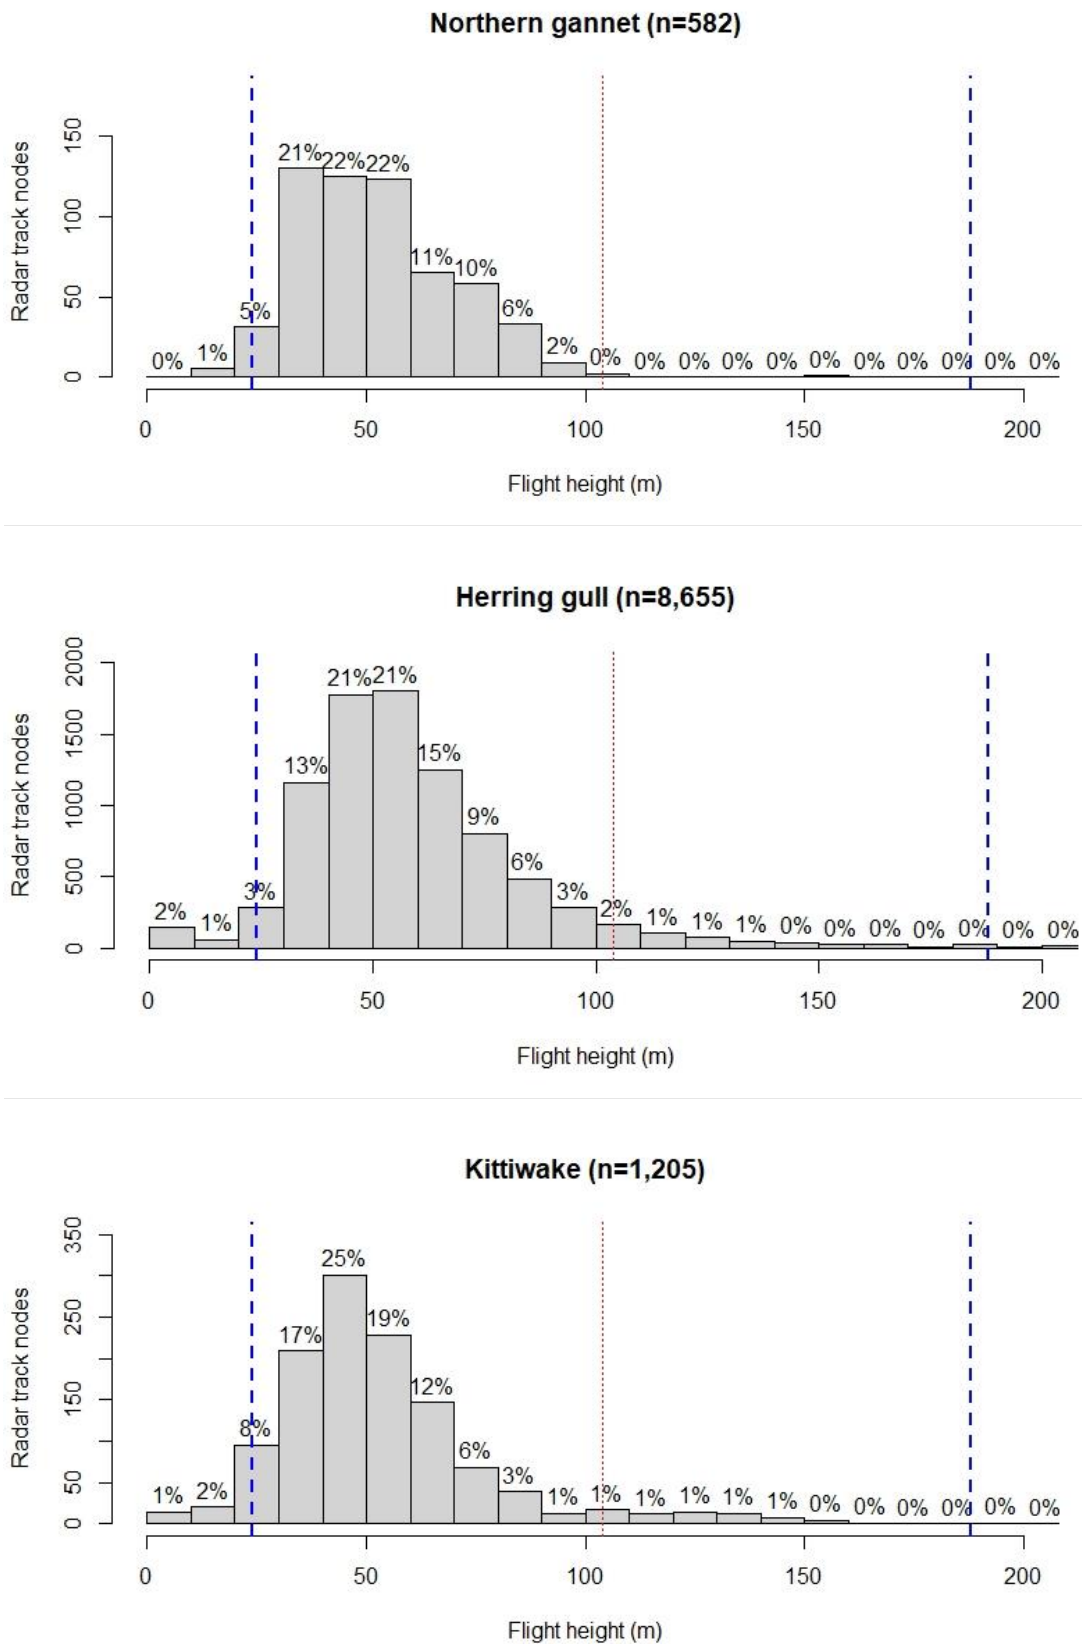 Northern gannet (n=582)
Radar track nodes
150
100
50
0
0% 1% 5% 21% 22% 22% 11% 10% 6% 2% 0% 0% 0% 0% 0% 0% 0% 0% 0% 0% 0%
0 50 100 150 200
Flight height (m)
Herring gull (n=8,655)
Radar track nodes
2000
1500
1000
500
0
2% 1% 3% 13% 21% 21% 15% 9% 6% 3% 2% 1% 1% 1% 0% 0% 0% 0% 0% 0% 0%
0 50 100 150 200
Flight height (m)
Kittiwake (n=1,205)
Radar track nodes
350
250
150
50
0
1% 2% 8% 17% 25% 19% 12% 6% 3% 1% 1% 1% 1% 1% 1% 0% 0% 0% 0% 0% 0%
0 50 100 150 200
Flight height (m)